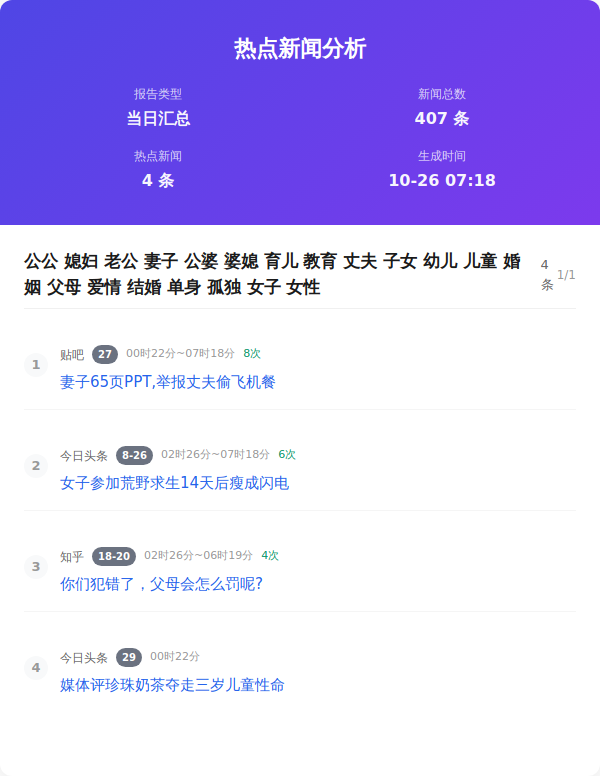 热点新闻分析
报告类型
当日汇总
新闻总数
407 条
热点新闻
4 条
生成时间
10-26 07:18
公公 媳妇 老公 妻子 公婆 婆媳 育儿 教育 丈夫 子女 幼儿 儿童 婚
姻 父母 爱情 结婚 单身 孤独 女子 女性
4
条
1/1
1
贴吧 27 00时22分~07时18分 8次
妻子65页PPT,举报丈夫偷飞机餐
2
今日头条 8-26 02时26分~07时18分 6次
女子参加荒野求生14天后瘦成闪电
3
知乎 18-20 02时26分~06时19分 4次
你们犯错了，父母会怎么罚呢?
4
今日头条 29 00时22分
媒体评珍珠奶茶夺走三岁儿童性命